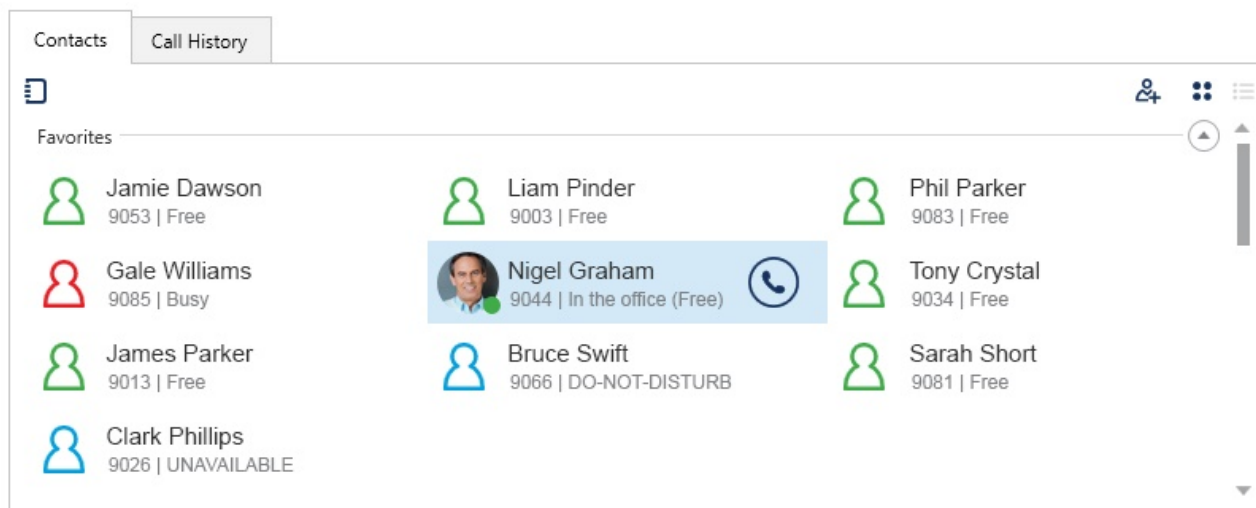 Contacts
Call History
Favorites
Jamie Dawson
9053 | Free
Liam Pinder
9003 | Free
Phil Parker
9083 | Free
Gale Williams
9085 | Busy
Nigel Graham
9044 | In the office (Free)
Tony Crystal
9034 | Free
James Parker
9013 | Free
Bruce Swift
9066 | DO-NOT-DISTURB
Sarah Short
9081 | Free
Clark Phillips
9026 | UNAVAILABLE